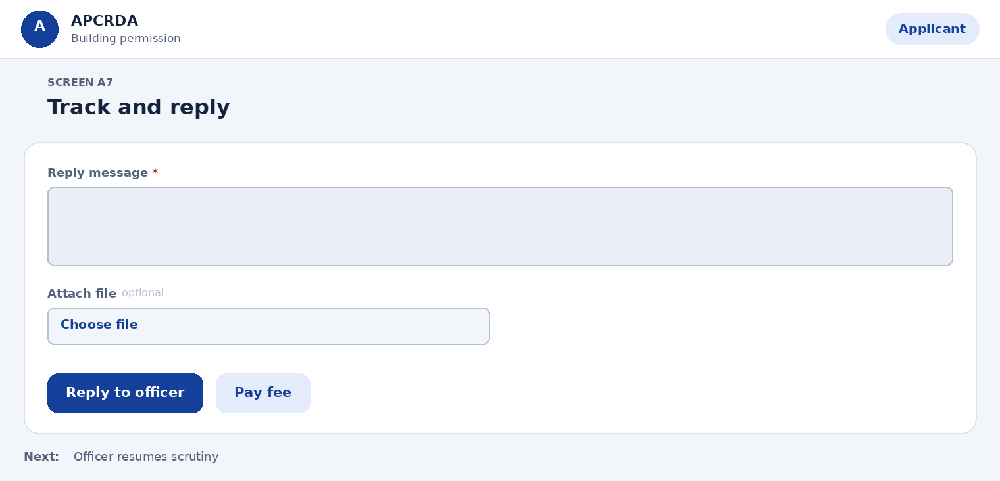 A
APCRDA
Building permission
Applicant
SCREEN A7
Track and reply
Reply message *
Attach file optional
Choose file
Reply to officer
Pay fee
Next: Officer resumes scrutiny